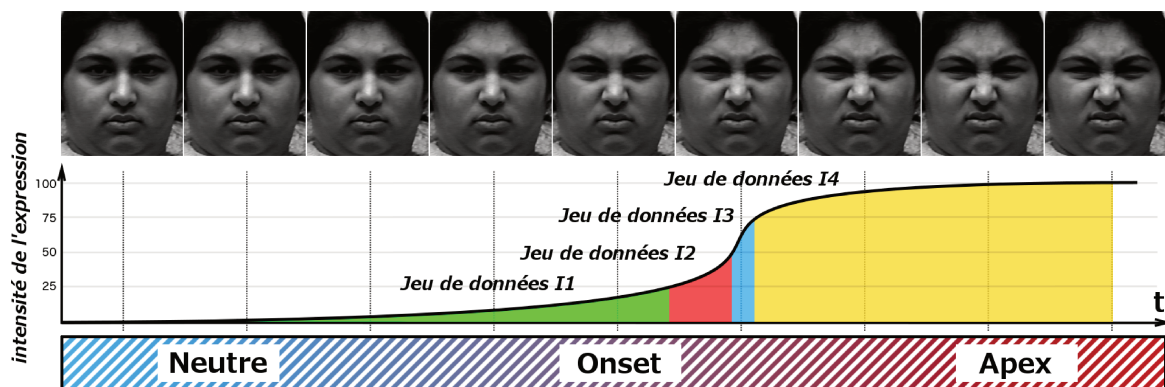 intensité de l'expression
100
75
50
25
Jeu de données I4
Jeu de données I3
Jeu de données I2
Jeu de données I1
t
Neutre
Onset
Apex